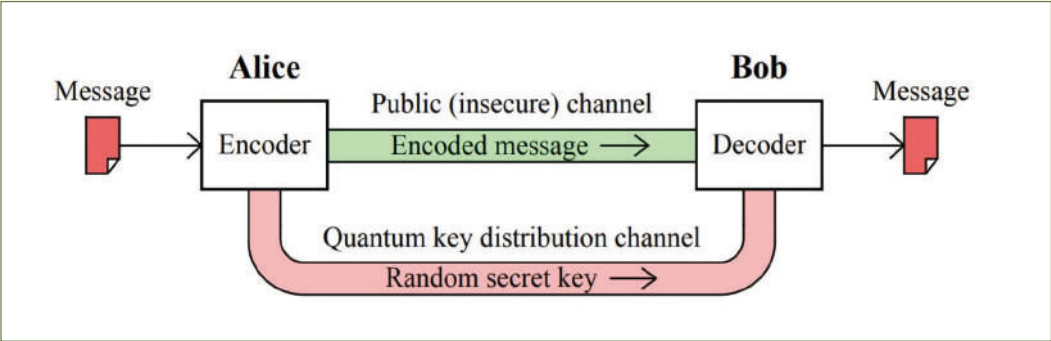 Alice
Bob
Message
Message
Public (insecure) channel
Encoder
Encoded message
Decoder
Quantum key distribution channel
Random secret key